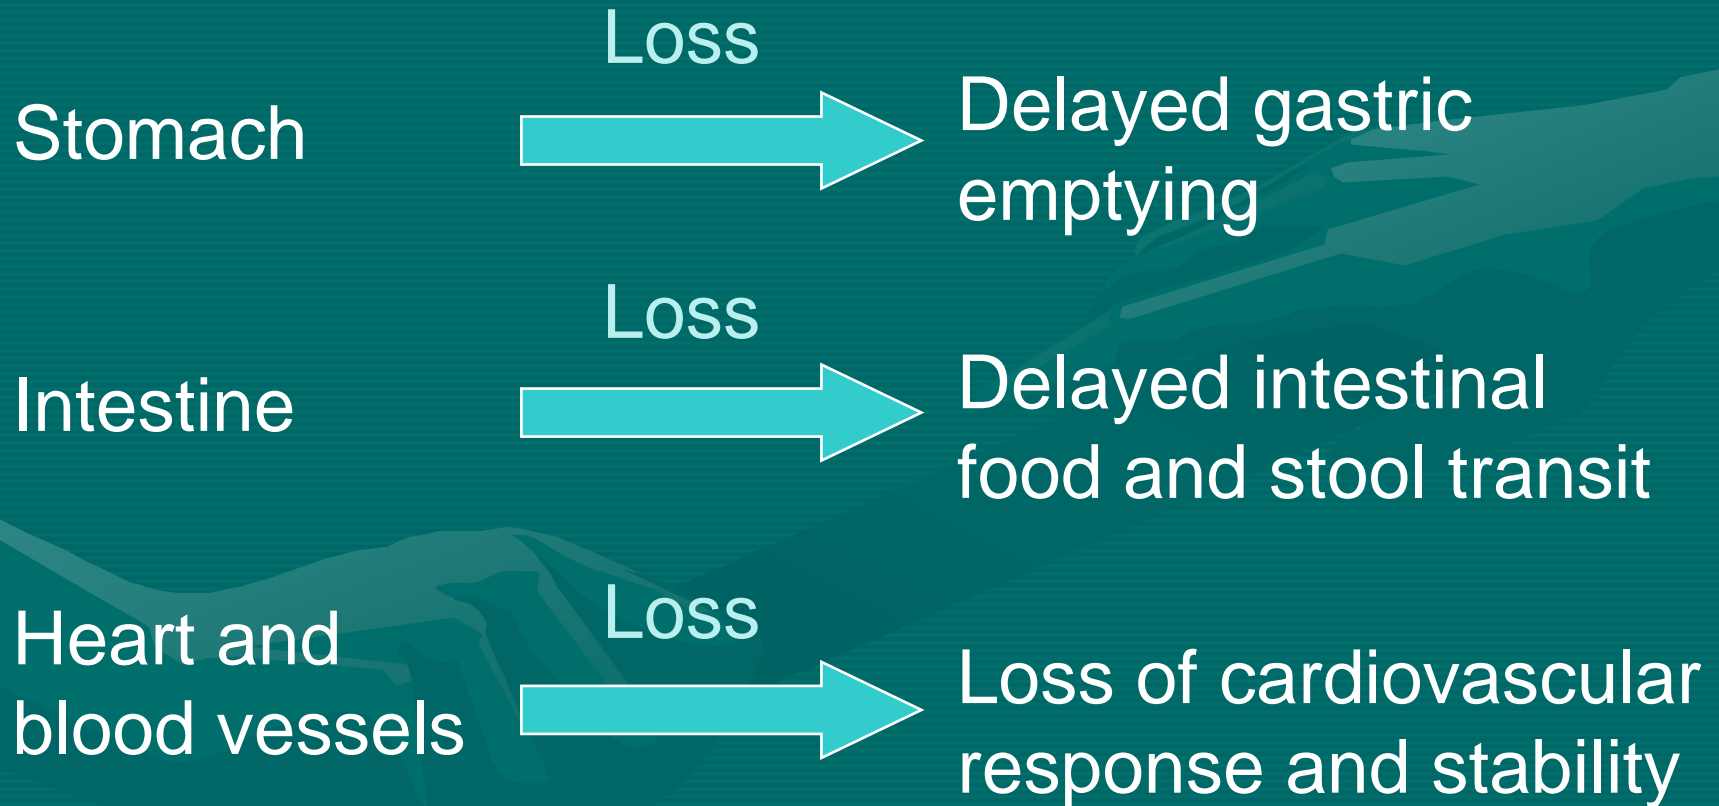 Loss
Stomach
Delayed gastric
emptying
Loss
Intestine
Delayed intestinal
food and stool transit
Loss
Heart and
blood vessels
Loss of cardiovascular
response and stability